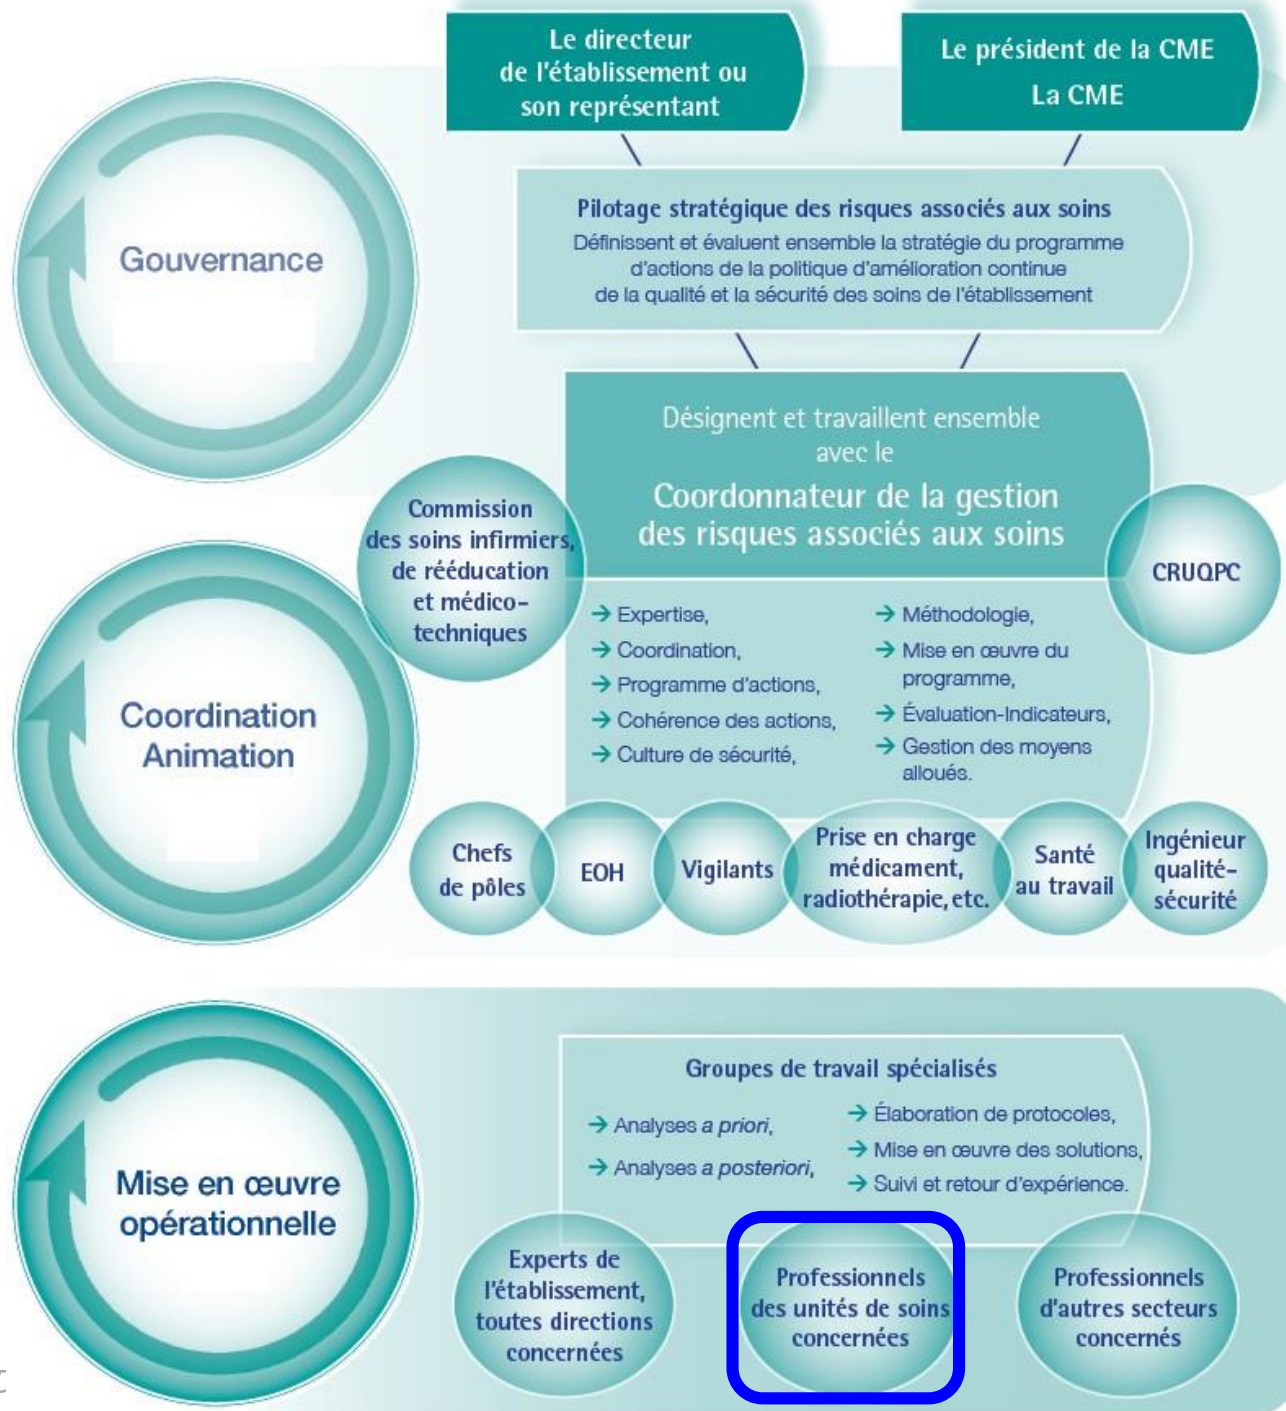 Le directeur
de l'établissement ou
son représentant
Le président de la CME
La CME
Gouvernance
Pilotage stratégique des risques associés aux soins
Définissent et évaluent ensemble la stratégie du programme
d'actions de la politique d'amélioration continue
de la qualité et la sécurité des soins de l'établissement
Désignent et travaillent ensemble
avec le
Coordonnateur de la gestion
des risques associés aux soins
Commission
des soins infirmiers,
de rééducation
et médico-
techniques
CRUQPC
Coordination
Animation
→ Expertise,
→ Coordination,
→ Programme d'actions,
→ Cohérence des actions,
→ Culture de sécurité,
→ Méthodologie,
→ Mise en œuvre du
programme,
→ Évaluation-Indicateurs,
→ Gestion des moyens
alloués.
Chefs
de pôles
EOH
Vigilants
Prise en charge
médicament,
radiothérapie, etc.
Santé
au travail
Ingénieur
qualité-
sécurité
Mise en œuvre
opérationnelle
Groupes de travail spécialisés
→ Analyses a priori,
→ Analyses a posteriori,
→ Élaboration de protocoles,
→ Mise en œuvre des solutions,
→ Suivi et retour d'expérience.
Experts de
l'établissement,
toutes directions
concernées
Professionnels
des unités de soins
concernées
Professionnels
d'autres secteurs
concernés